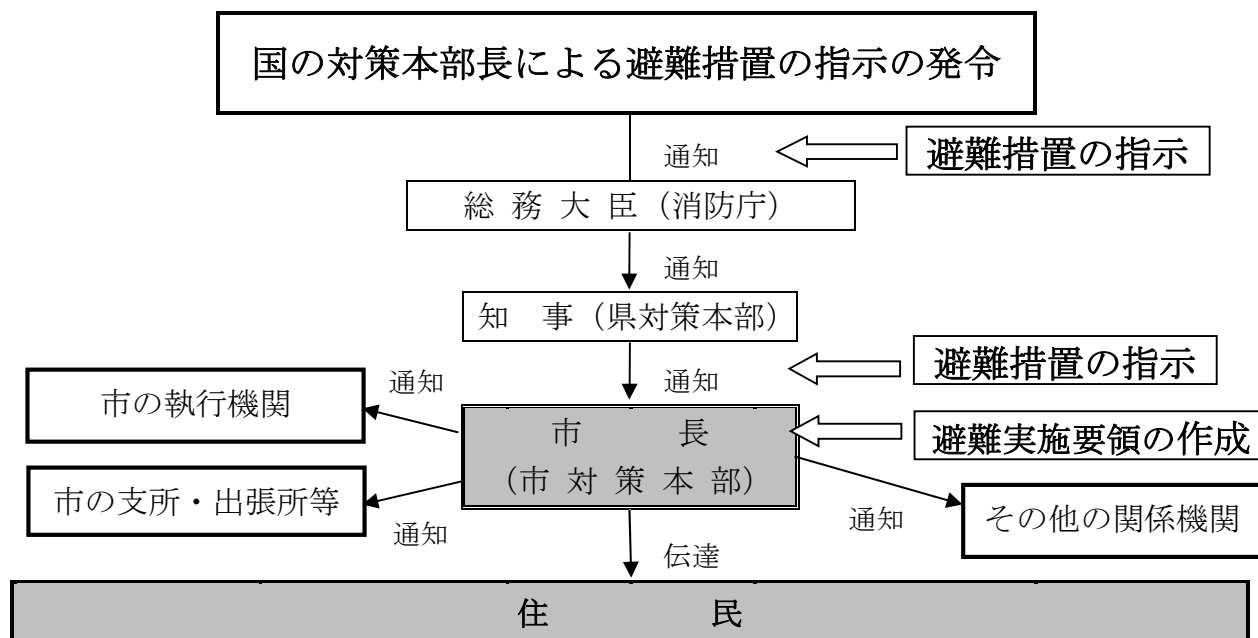 国の対策本部長による避難措置の指示の発令
通知
避難措置の指示
総務大臣（消防庁）
通知
知　事（県対策本部）
避難措置の指示
通知
通知
市の執行機関
市　　長
（市対策本部）
避難実施要領の作成
市の支所・出張所等
通知
通知
その他の関係機関
伝達
住　　民